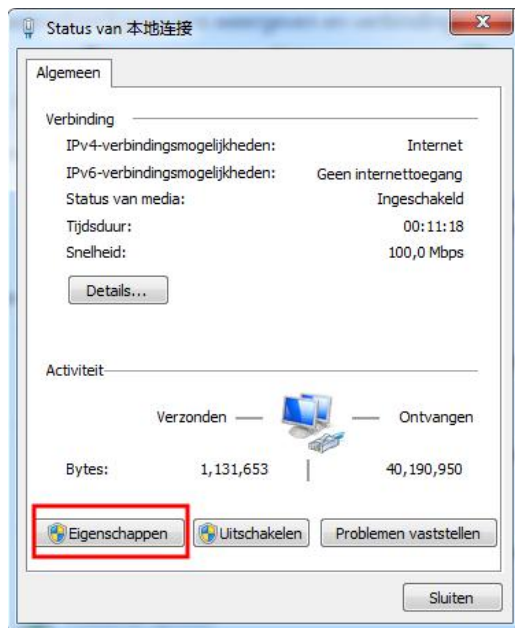 Status van 本地连接
Algemeen
Verbinding
IPv4-verbindingsmogelijkheden: Internet
IPv6-verbindingsmogelijkheden: Geen internettoegang
Status van media: Ingeschakeld
Tijdsduur: 00:11:18
Snelheid: 100,0 Mbps
Details...
Activiteit
Verzonden — — Ontvangen
Bytes: 1,131,653 40,190,950
Eigenschappen Uitschakelen Problemen vaststellen
Sluiten